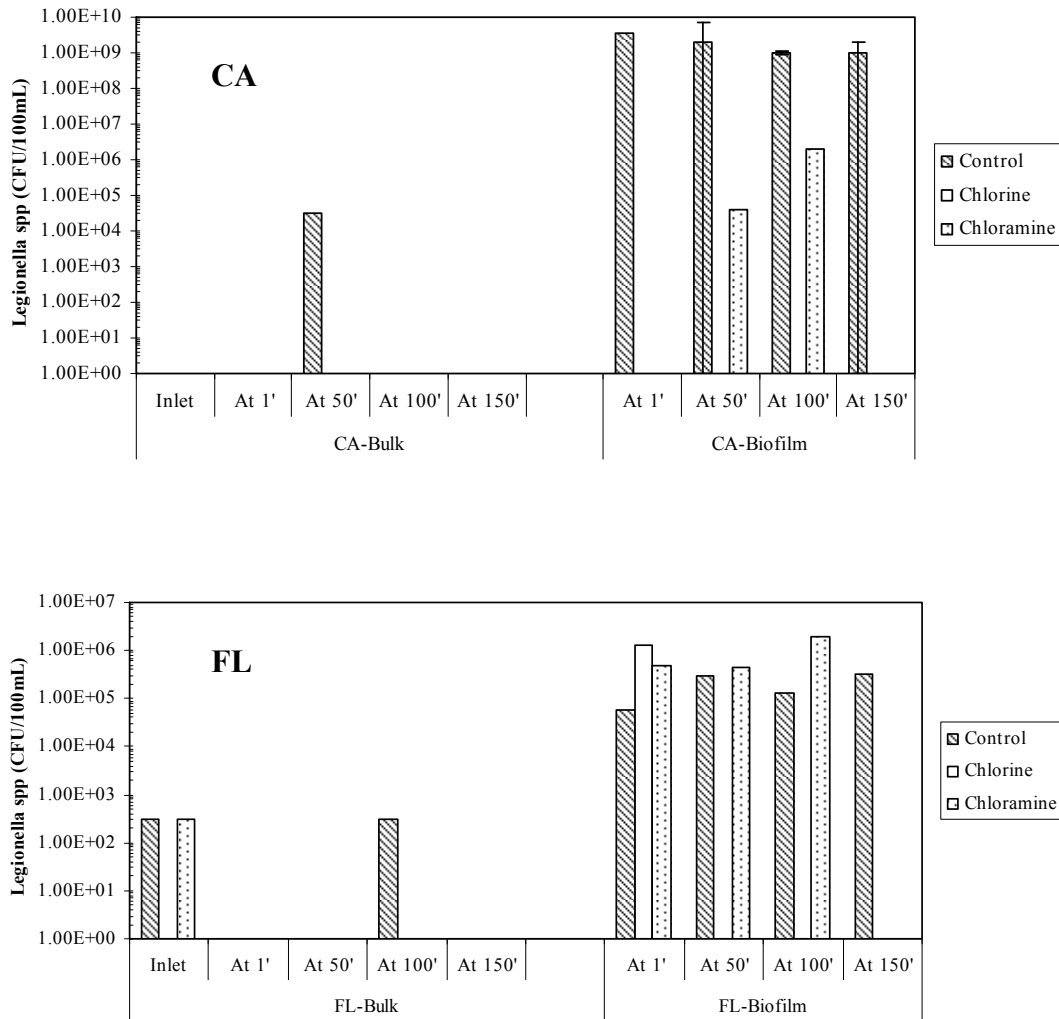 CA
Legionella spp (CFU/100mL)
1.00E+10
1.00E+09
1.00E+08
1.00E+07
1.00E+06
1.00E+05
1.00E+04
1.00E+03
1.00E+02
1.00E+01
1.00E+00
Inlet At 1' At 50' At 100' At 150' At 1' At 50' At 100' At 150'
CA-Bulk CA-Biofilm
Control
Chlorine
Chloramine
FL
Legionella spp (CFU/100mL)
1.00E+07
1.00E+06
1.00E+05
1.00E+04
1.00E+03
1.00E+02
1.00E+01
1.00E+00
Inlet At 1' At 50' At 100' At 150' At 1' At 50' At 100' At 150'
FL-Bulk FL-Biofilm
Control
Chlorine
Chloramine